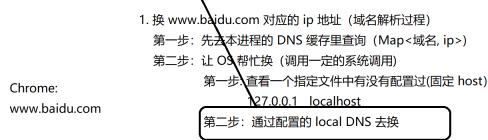 1. 换 www.baidu.com 对应的 ip 地址（域名解析过程）
第一步：先去本进程的 DNS 缓存里查询（Map<域名, ip>）
第二步：让 OS 帮忙换（调用一定的系统调用）
第一步: 查看一个指定文件中有没有配置过(固定 host)
127.0.0.1 localhost
第二步：通过配置的 local DNS 去换
Chrome:
www.baidu.com